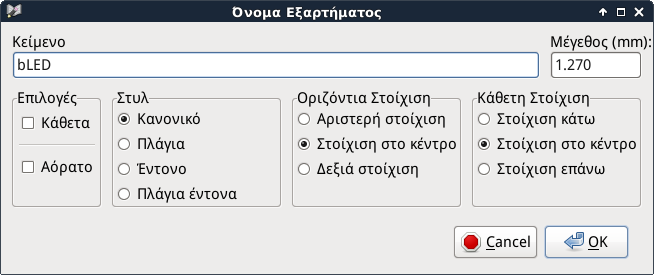 Όνομα Εξαρτήματος
Κείμενο Μέγεθος (mm):
bLED 1.270
Επιλογές Στυλ Οριζόντια Στοίχιση Κάθετη Στοίχιση
Κάθετα Κανονικό Αριστερή στοίχιση Στοίχιση κάτω
Πλάγια Στοίχιση στο κέντρο Στοίχιση στο κέντρο
Αόρατο Έντονο Δεξιά στοίχιση Στοίχιση επάνω
Πλάγια έντονα
Cancel OK